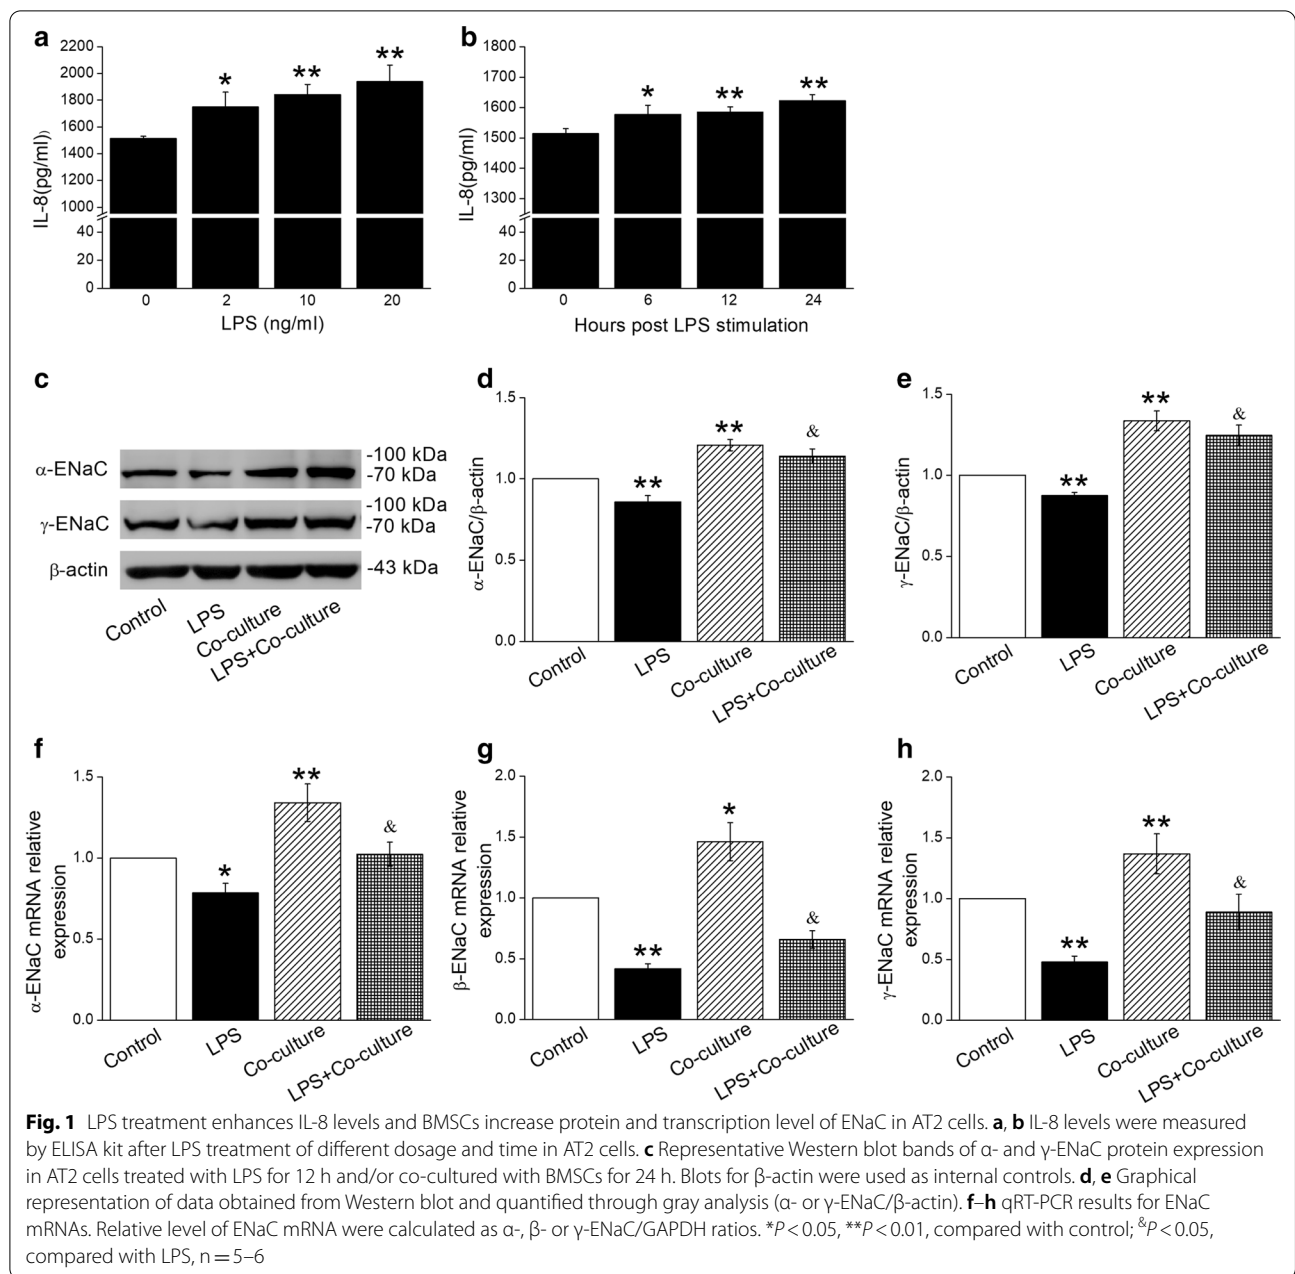 a
2200
2000
1800
1600
1400
1200
1000
40
20
0
IL-8(pg/ml)
*
**
**
0 2 10 20
LPS (ng/ml)
b
1800
1700
1600
1500
1400
1300
40
20
0
IL-8(pg/ml)
*
**
**
0 6 12 24
Hours post LPS stimulation
c
α-ENaC
-100 kDa
-70 kDa
γ-ENaC
-100 kDa
-70 kDa
β-actin
-43 kDa
Control
LPS
Co-culture
LPS+Co-culture
d
1.5
1.0
0.5
0.0
α-ENaC/β-actin
**
**
&
Control
LPS
Co-culture
LPS+Co-culture
e
1.5
1.0
0.5
0.0
γ-ENaC/β-actin
**
**
&
Control
LPS
Co-culture
LPS+Co-culture
f
1.5
1.0
0.5
0.0
α-ENaC mRNA relative
expression
*
**
&
Control
LPS
Co-culture
LPS+Co-culture
g
2.0
1.5
1.0
0.5
0.0
β-ENaC mRNA relative
expression
**
*
&
Control
LPS
Co-culture
LPS+Co-culture
h
2.0
1.5
1.0
0.5
0.0
γ-ENaC mRNA relative
expression
**
**
&
Control
LPS
Co-culture
LPS+Co-culture
Fig. 1 LPS treatment enhances IL-8 levels and BMSCs increase protein and transcription level of ENaC in AT2 cells. a, b IL-8 levels were measured
by ELISA kit after LPS treatment of different dosage and time in AT2 cells. c Representative Western blot bands of α- and γ-ENaC protein expression
in AT2 cells treated with LPS for 12 h and/or co-cultured with BMSCs for 24 h. Blots for β-actin were used as internal controls. d, e Graphical
representation of data obtained from Western blot and quantified through gray analysis (α- or γ-ENaC/β-actin). f–h qRT-PCR results for ENaC
mRNAs. Relative level of ENaC mRNA were calculated as α-, β- or γ-ENaC/GAPDH ratios. *P < 0.05, **P < 0.01, compared with control; &P < 0.05,
compared with LPS, n = 5–6